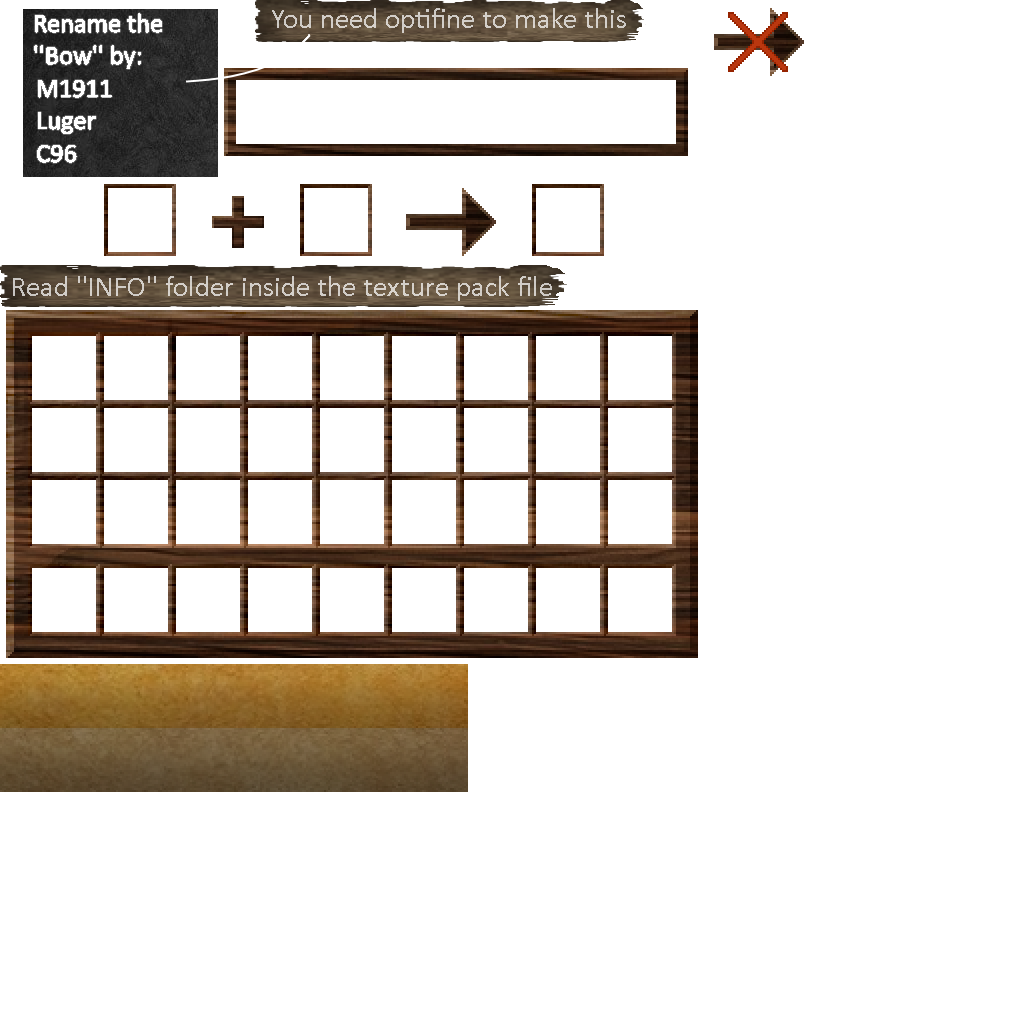 Rename the
"Bow" by:
M1911
Luger
C96
You need optifine to make this
Read "INFO" folder inside the texture pack file